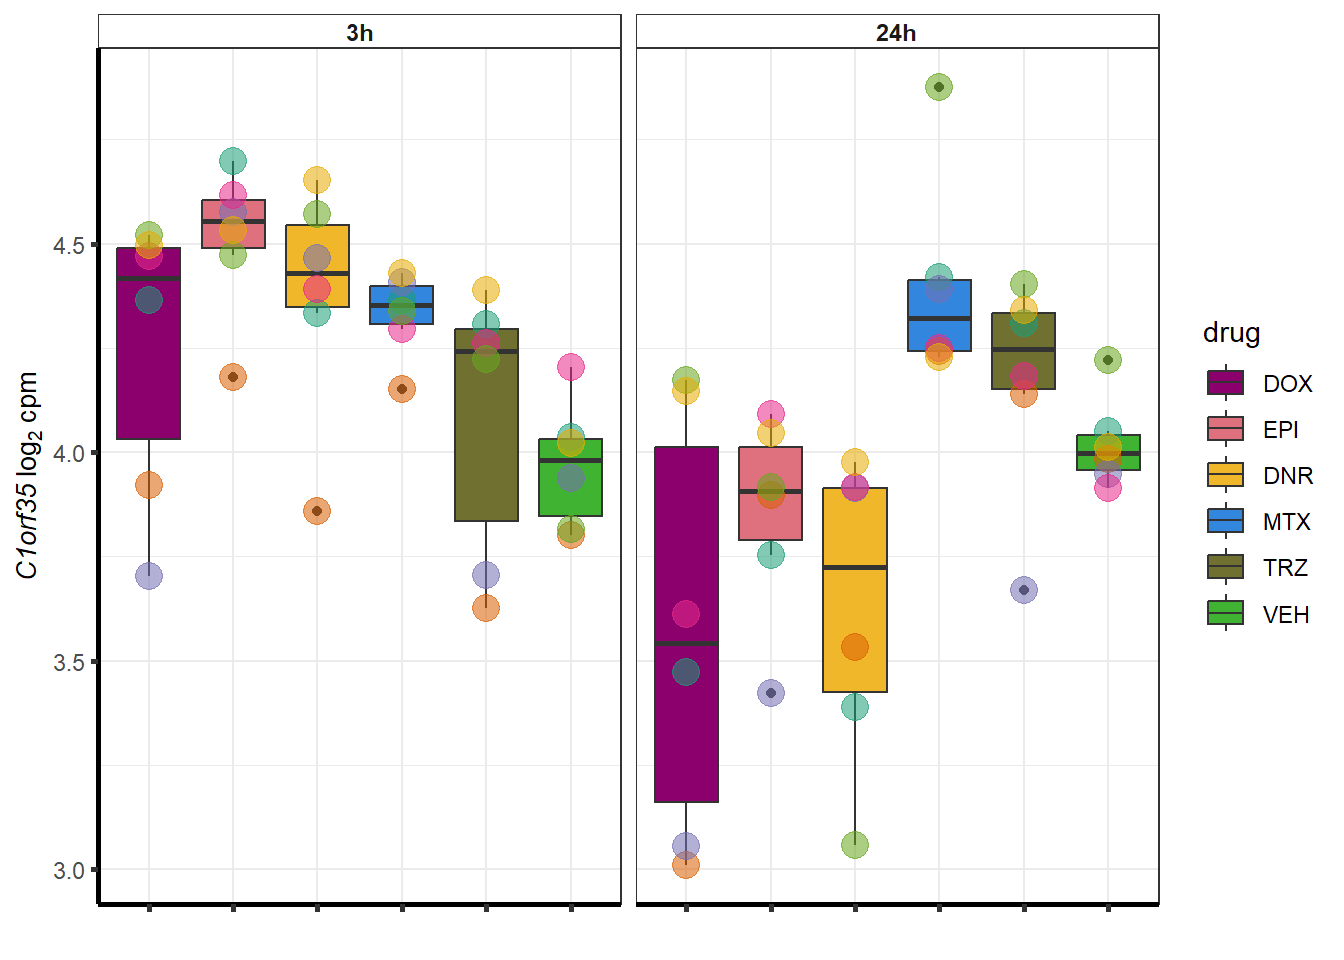 3h
24h
4.5
4.0
3.5
3.0
C1orf35 log₂ cpm
drug
DOX
EPI
DNR
MTX
TRZ
VEH